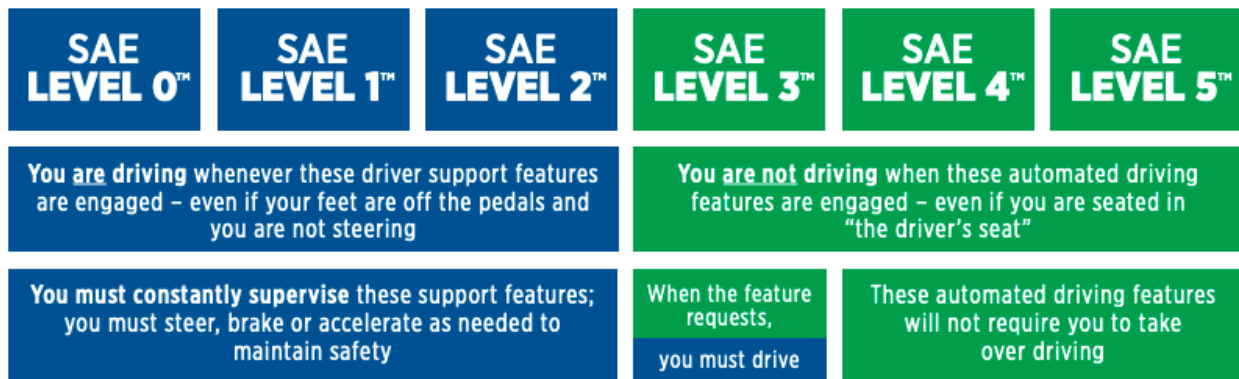 SAE
LEVEL 0™
SAE
LEVEL 1™
SAE
LEVEL 2™
SAE
LEVEL 3™
SAE
LEVEL 4™
SAE
LEVEL 5™
You are driving whenever these driver support features
are engaged – even if your feet are off the pedals and
you are not steering
You are not driving when these automated driving
features are engaged – even if you are seated in
“the driver’s seat”
You must constantly supervise these support features;
you must steer, brake or accelerate as needed to
maintain safety
When the feature
requests,
you must drive
These automated driving features
will not require you to take
over driving